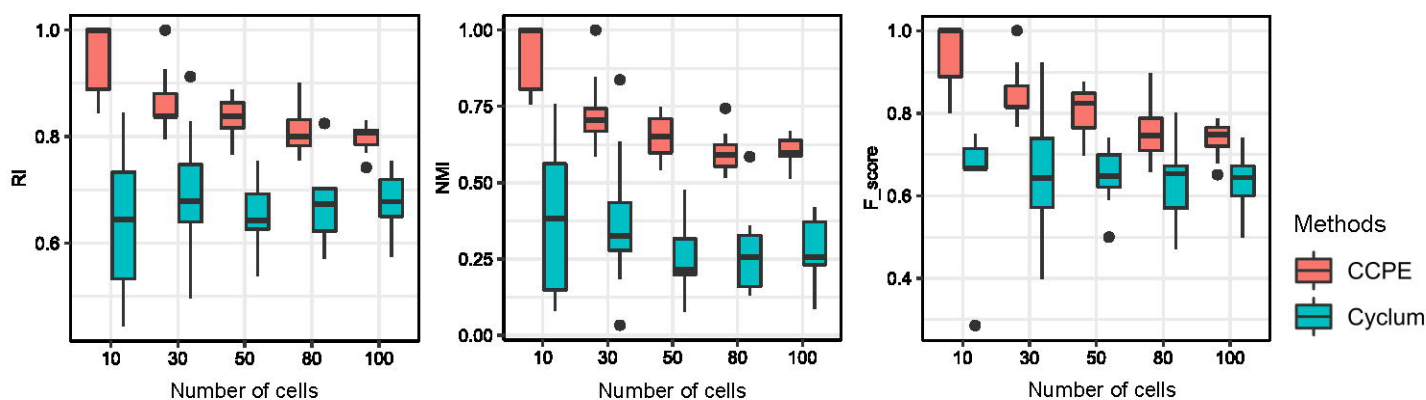 RI
1.0
0.8
0.6
10 30 50 80 100
Number of cells
NMI
1.00
0.75
0.50
0.25
0.00
10 30 50 80 100
Number of cells
F_score
1.0
0.8
0.6
0.4
10 30 50 80 100
Number of cells
Methods
CCPE
Cyclum